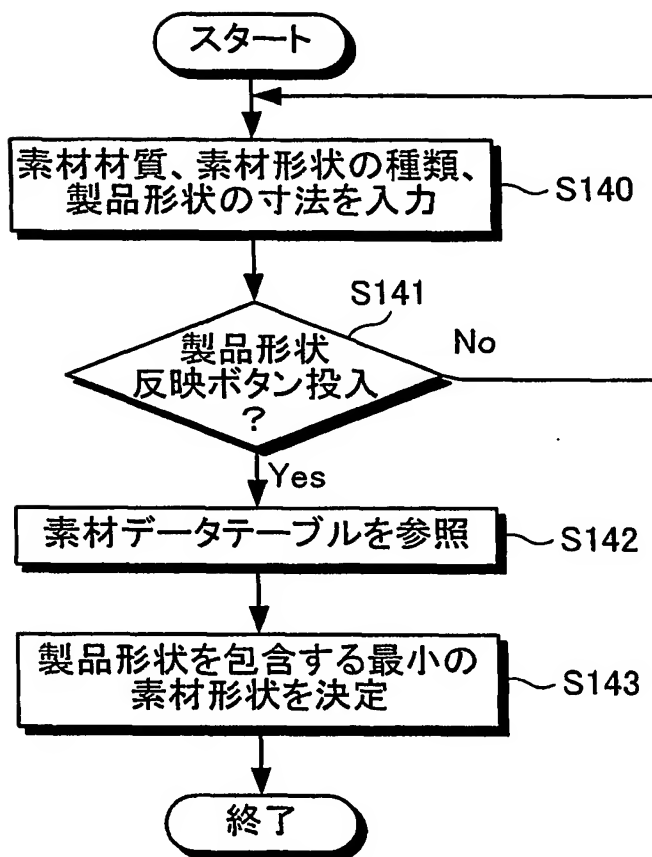 スタート
素材材質、素材形状の種類、
製品形状の寸法を入力
S140
S141
製品形状
反映ボタン投入
?
No
Yes
素材データテーブルを参照
S142
製品形状を包含する最小の
素材形状を決定
S143
終了